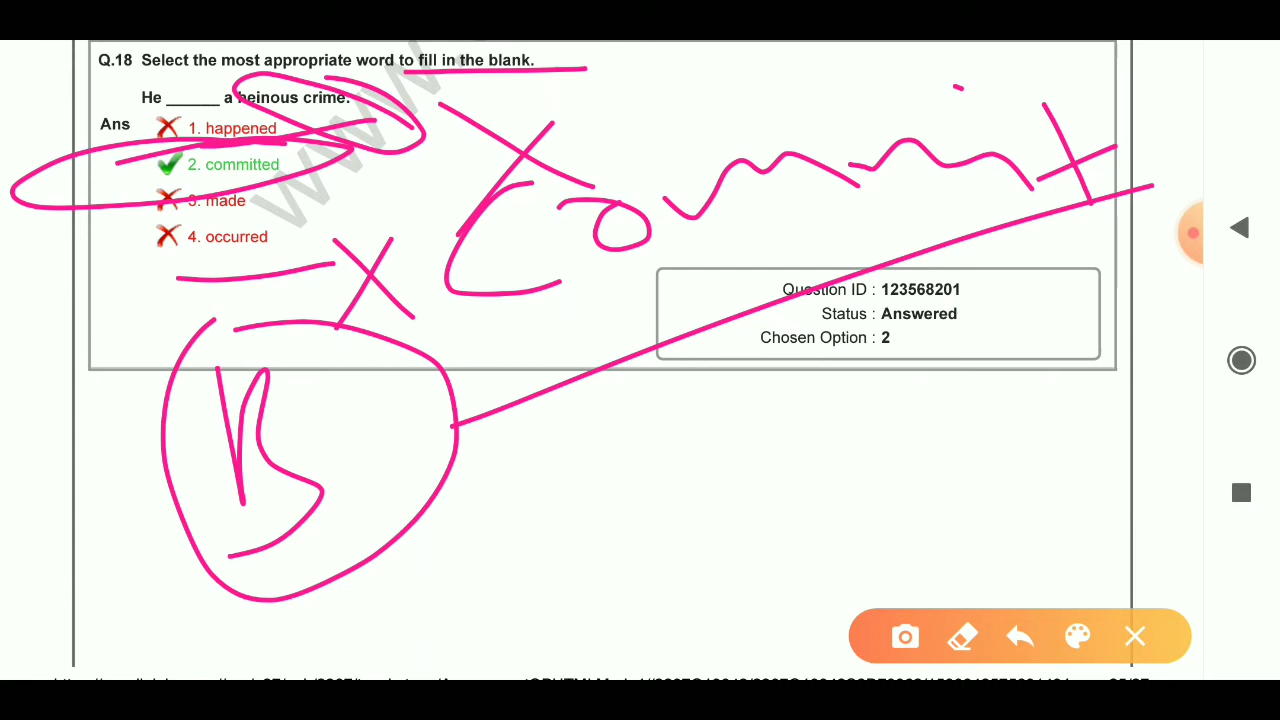 Q.18 Select the most appropriate word to fill in the blank.
He ______ a heinous crime.
Ans 1. happened
2. committed
3. made
4. occurred
Question ID : 123568201
Status : Answered
Chosen Option : 2
Commit
B
www.